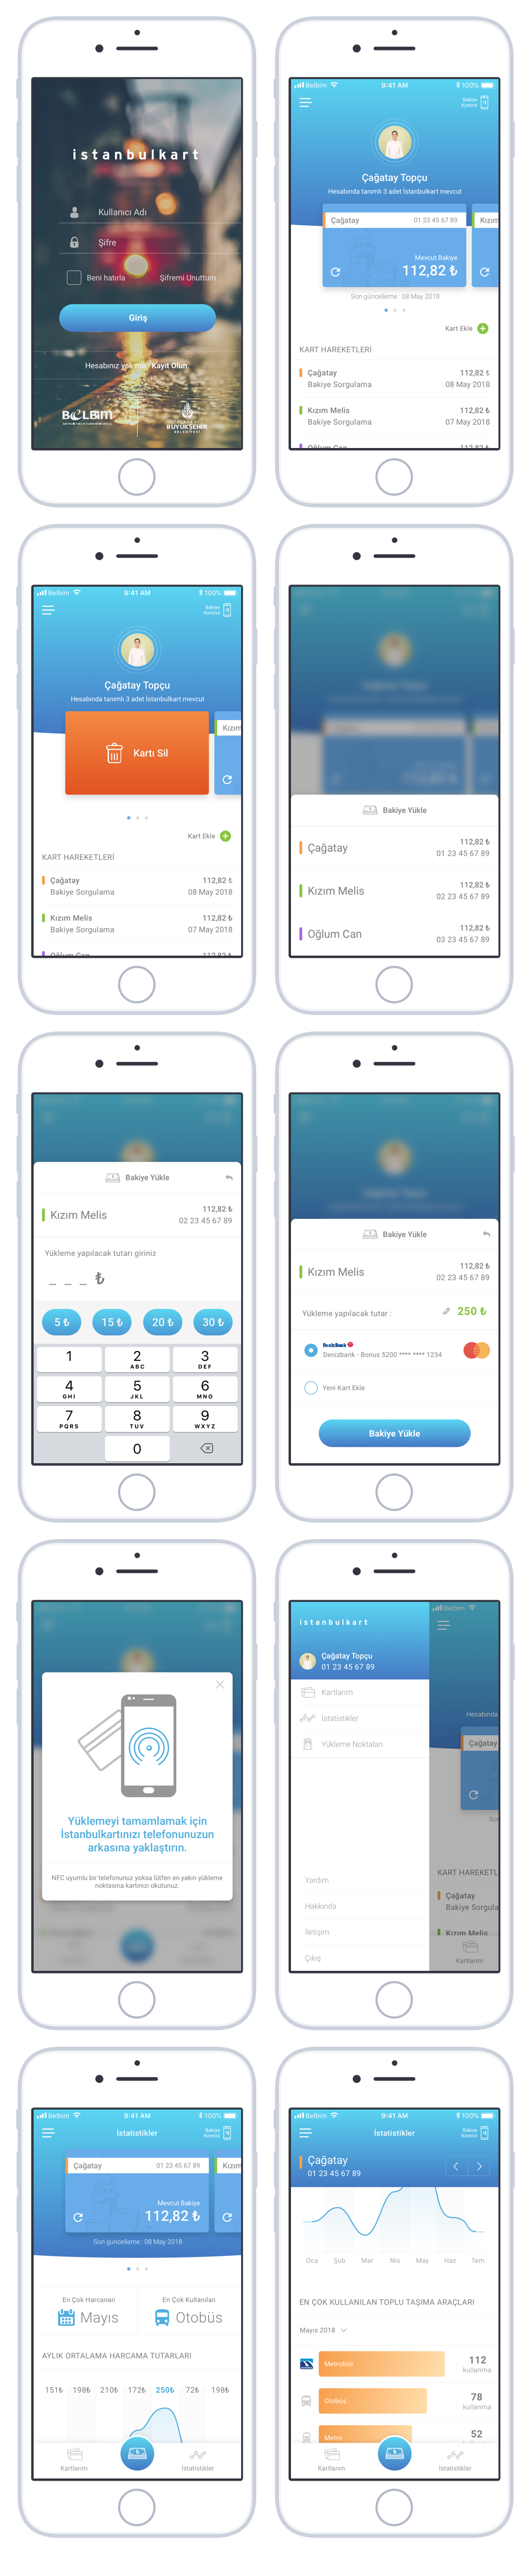 istanbulkart
Kullanıcı Adı
Şifre
Beni hatırla
Şifremi Unuttum
Giriş
Hesabınız yok mu? Kayıt Olun.
BELBİM
BÜYÜKŞEHİR
BELEDİYESİ
Belbim
9:41 AM
100%
Bakiye
Kontrol
Çağatay Topçu
Hesabında tanımlı 3 adet İstanbulkart mevcut
Çağatay
01 23 45 67 89
Kızım
Mevcut Bakiye
112,82 ₺
Son güncelleme : 08 May 2018
Kart Ekle
KART HAREKETLERİ
Çağatay
112,82 ₺
Bakiye Sorgulama
08 May 2018
Kızım Melis
112,82 ₺
Bakiye Sorgulama
07 May 2018
Oğlum Can
112,82 ₺
Belbim
9:41 AM
100%
Bakiye
Kontrol
Çağatay Topçu
Hesabında tanımlı 3 adet İstanbulkart mevcut
Kartı Sil
Kızım
Kart Ekle
KART HAREKETLERİ
Çağatay
112,82 ₺
Bakiye Sorgulama
08 May 2018
Kızım Melis
112,82 ₺
Bakiye Sorgulama
07 May 2018
Oğlum Can
112,82 ₺
Bakiye Yükle
Çağatay
112,82 ₺
01 23 45 67 89
Kızım Melis
112,82 ₺
02 23 45 67 89
Oğlum Can
112,82 ₺
03 23 45 67 89
Bakiye Yükle
Kızım Melis
112,82 ₺
02 23 45 67 89
Yükleme yapılacak tutarı giriniz
_ _ _ ₺
5 ₺
15 ₺
20 ₺
30 ₺
1
2
ABC
3
DEF
4
GHI
5
JKL
6
MNO
7
PQRS
8
TUV
9
WXYZ
0
Bakiye Yükle
Kızım Melis
112,82 ₺
02 23 45 67 89
Yükleme yapılacak tutar :
250 ₺
DenizBank
Denizbank - Bonus 5200 **** **** 1234
Yeni Kart Ekle
Bakiye Yükle
Yüklemeyi tamamlamak için
İstanbulkartınızı telefonunuzun
arkasına yaklaştırın.
NFC uyumlu bir telefonunuz yoksa lütfen en yakın yükleme
noktasına kartınızı okutunuz.
istanbulkart
Çağatay Topçu
01 23 45 67 89
Kartlarım
İstatistikler
Yükleme Noktaları
Yardım
Hakkında
İletişim
Çıkış
Belbim
Hesabında
Çağatay
So
KART HAREKETL
Çağatay
Bakiye Sorgula
Kızım Melis
Kartlarım
Belbim
9:41 AM
100%
İstatistikler
Bakiye
Kontrol
Çağatay
01 23 45 67 89
Kızım
Mevcut Bakiye
112,82 ₺
Son güncelleme : 08 May 2018
En Çok Harcanan
Mayıs
En Çok Kullanılan
Otobüs
AYLIK ORTALAMA HARCAMA TUTARLARI
151₺ 198₺ 210₺ 172₺ 250₺ 72₺ 198₺
Kartlarım
İstatistikler
Belbim
9:41 AM
100%
İstatistikler
Bakiye
Kontrol
Çağatay
01 23 45 67 89
Oca Şub Mar Nis May Haz Tem
EN ÇOK KULLANILAN TOPLU TAŞIMA ARAÇLARI
Mayıs 2018
Metrobüs
112
kullanma
Otobüs
78
kullanma
Metro
52
Kartlarım
İstatistikler